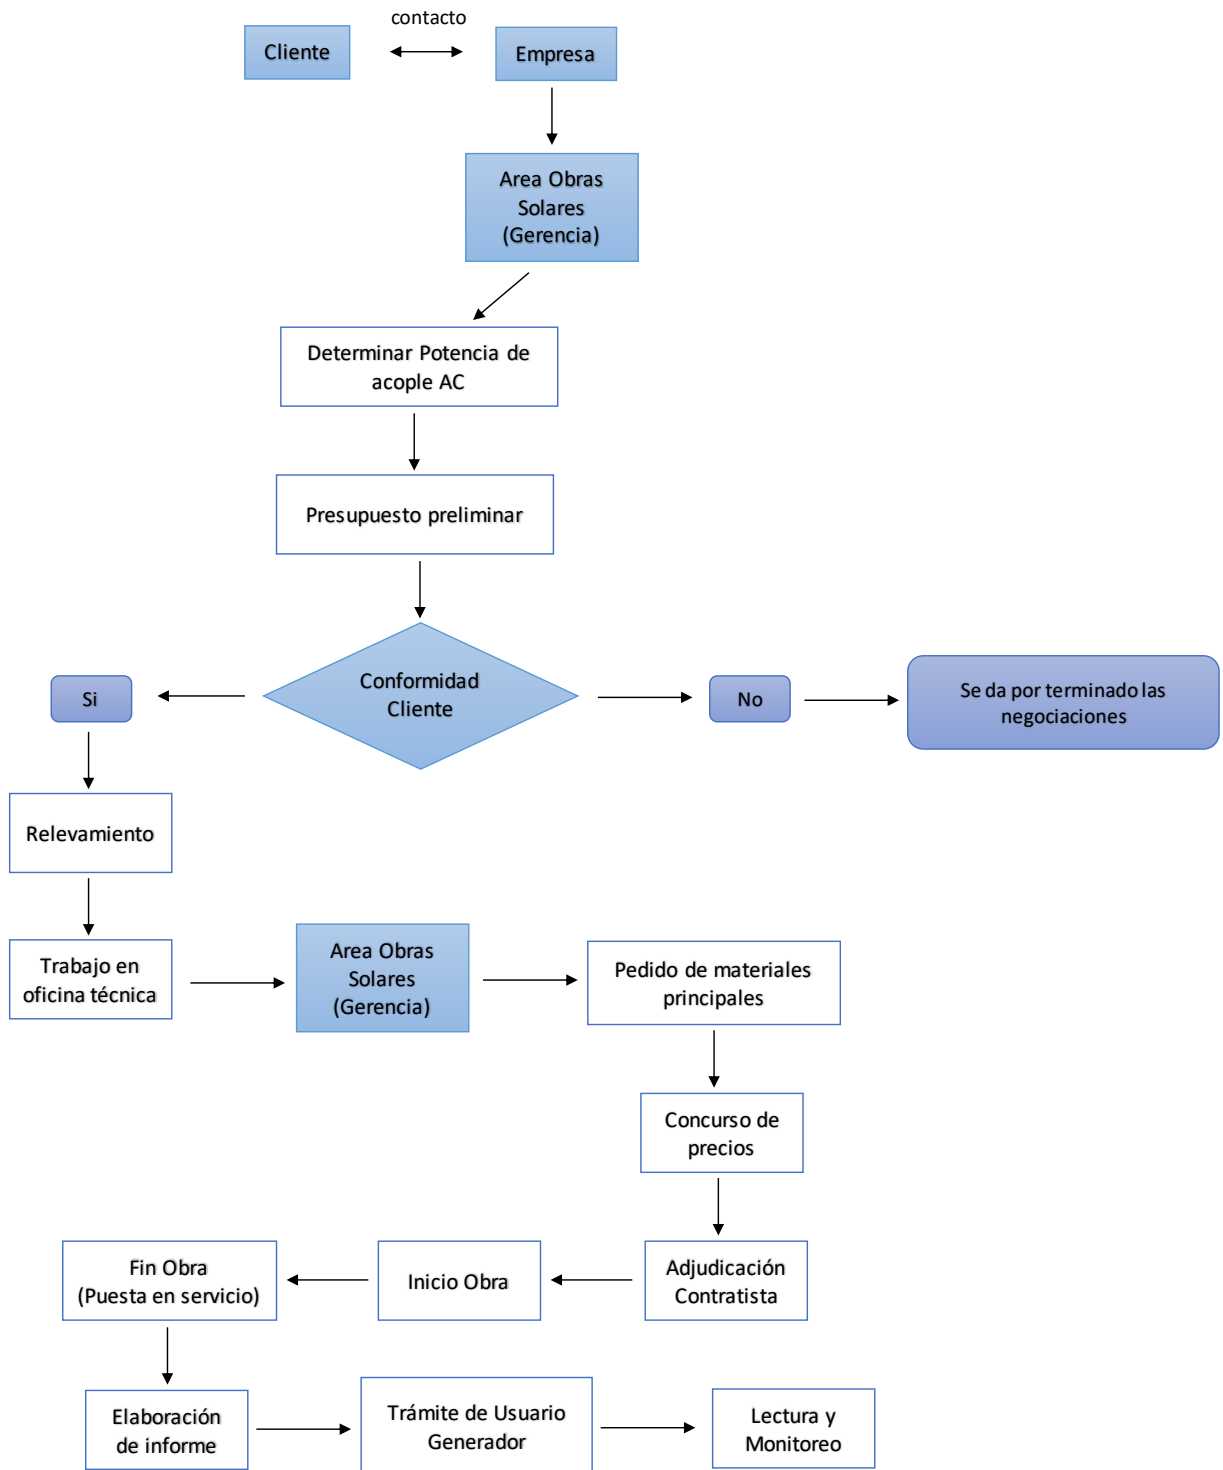 contacto
Cliente
Empresa
Area Obras
Solares
(Gerencia)
Determinar Potencia de
acople AC
Presupuesto preliminar
Conformidad
Cliente
Si
No
Se da por terminado las
negociaciones
Relevamiento
Trabajo en
oficina técnica
Area Obras
Solares
(Gerencia)
Pedido de materiales
principales
Concurso de
precios
Adjudicación
Contratista
Inicio Obra
Fin Obra
(Puesta en servicio)
Elaboración
de informe
Trámite de Usuario
Generador
Lectura y
Monitoreo